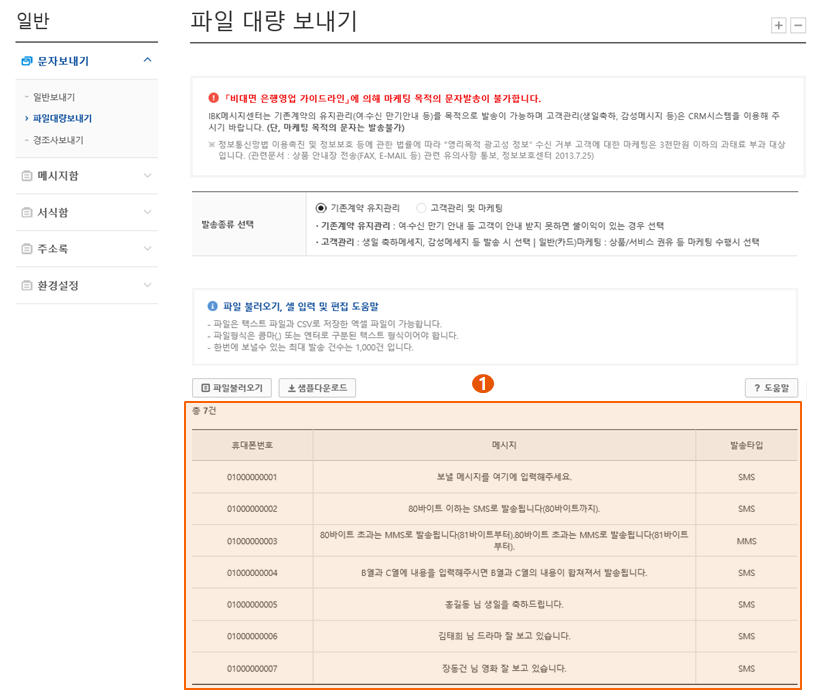 일반
문자보내기
- 일반보내기
› 파일대량보내기
- 경조사보내기
메시지함
서식함
주소록
환경설정
파일 대량 보내기
+ −
「비대면 은행영업 가이드라인」에 의해 마케팅 목적의 문자발송이 불가합니다.
IBK메시지센터는 기존계약의 유지관리(여·수신 만기안내 등)를 목적으로 발송이 가능하며 고객관리(생일축하, 감성메시지 등)은 CRM시스템을 이용해 주
시기 바랍니다. (단, 마케팅 목적의 문자는 발송불가)
※ 정보통신망법 이용촉진 및 정보보호 등에 관한 법률에 따라 "영리목적 광고성 정보" 수신 거부 고객에 대한 마케팅은 3천만원 이하의 과태료 부과 대상
입니다. (관련문서 : 상품 안내장 전송(FAX, E-MAIL 등) 관련 유의사항 통보, 정보보호센터 2013.7.25)
발송종류 선택
기존계약 유지관리 고객관리 및 마케팅
· 기존계약 유지관리 : 여·수신 만기 안내 등 고객이 안내 받지 못하면 불이익이 있는 경우 선택
· 고객관리 : 생일 축하메세지, 감성메세지 등 발송 시 선택 | 일반(카드)마케팅 : 상품/서비스 권유 등 마케팅 수행시 선택
파일 불러오기, 셀 입력 및 편집 도움말
- 파일은 텍스트 파일과 CSV로 저장한 엑셀 파일이 가능합니다.
- 파일형식은 콤마(,) 또는 엔터로 구분된 텍스트 형식이어야 합니다.
- 한번에 보낼수 있는 최대 발송 건수는 1,000건 입니다.
파일불러오기 샘플다운로드 1 ? 도움말
총 7건
휴대폰번호 메시지 발송타입
01000000001 보낼 메시지를 여기에 입력해주세요. SMS
01000000002 80바이트 이하는 SMS로 발송됩니다(80바이트까지). SMS
01000000003 80바이트 초과는 MMS로 발송됩니다(81바이트부터).80바이트 초과는 MMS로 발송됩니다(81바이트 MMS
부터).
01000000004 B열과 C열에 내용을 입력해주시면 B열과 C열의 내용이 합쳐져서 발송됩니다. SMS
01000000005 홍길동 님 생일을 축하드립니다. SMS
01000000006 김태희 님 드라마 잘 보고 있습니다. SMS
01000000007 장동건 님 영화 잘 보고 있습니다. SMS